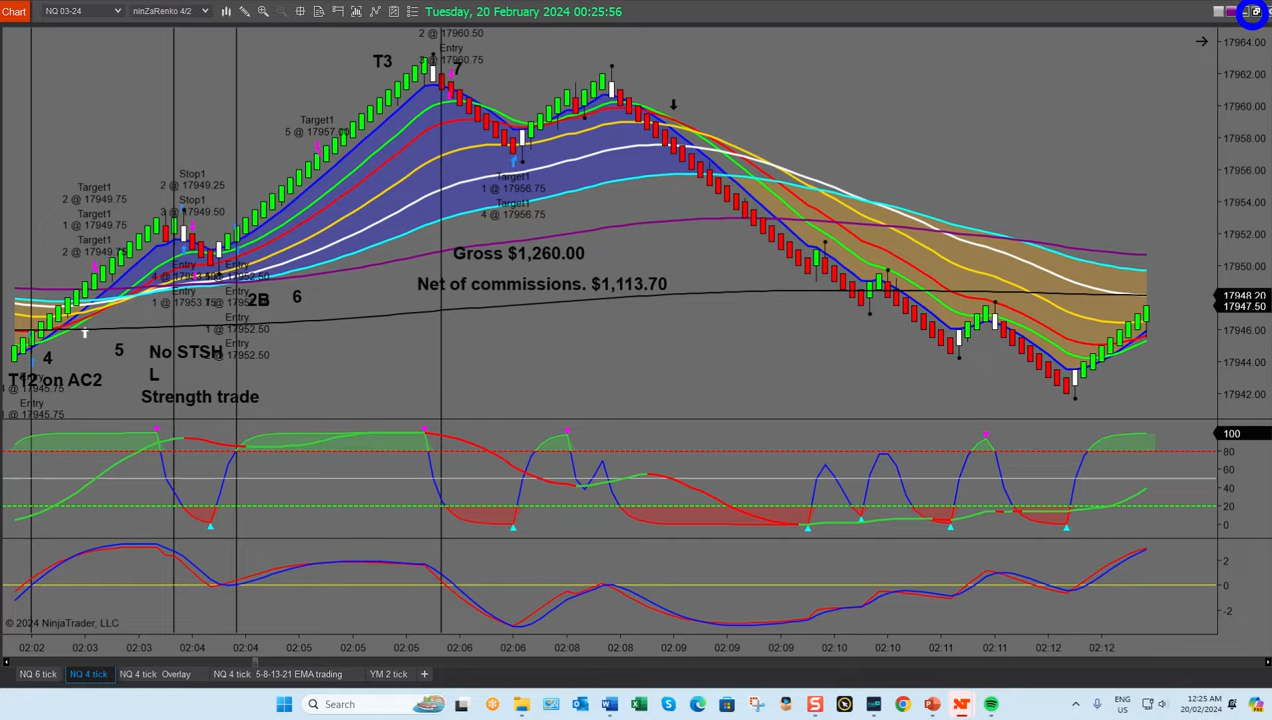 Chart
NQ 03-24
ninZaRenko 4/2
Tuesday, 20 February 2024 00:25:56
2 @ 17960.50
Entry
3 @ 17960.75
T3
7
Target1
5 @ 17957.00
Stop1
2 @ 17949.25
3 @ 17949.50
Target1
2 @ 17949.75
Target1
1 @ 17949.75
Target1
2 @ 17949.75
Target1
1 @ 17956.75
Target1
4 @ 17956.75
Entry
Entry
Entry
1 @ 17953.75
2B
6
Entry
1 @ 17952.50
Entry
17952.50
Gross $1,260.00
Net of commissions. $1,113.70
4
5
No STSH
L
Strength trade
T12 on AC2
17945.75
Entry
1 @ 17945.75
17964.00
17962.00
17960.00
17958.00
17956.00
17954.00
17952.00
17950.00
17948.20
17947.50
17946.00
17944.00
17942.00
100
80
60
40
20
0
2
0
-2
© 2024 NinjaTrader, LLC
02:02 02:03 02:03 02:04 02:04 02:05 02:05 02:06 02:06 02:08 02:08 02:09 02:09 02:10 02:10 02:11 02:11 02:12 02:12
NQ 6 tick
NQ 4 tick
NQ 4 tick Overlay
NQ 4 tick 5-8-13-21 EMA trading
YM 2 tick
+
Search
ENG
US
12:25 AM
20/02/2024